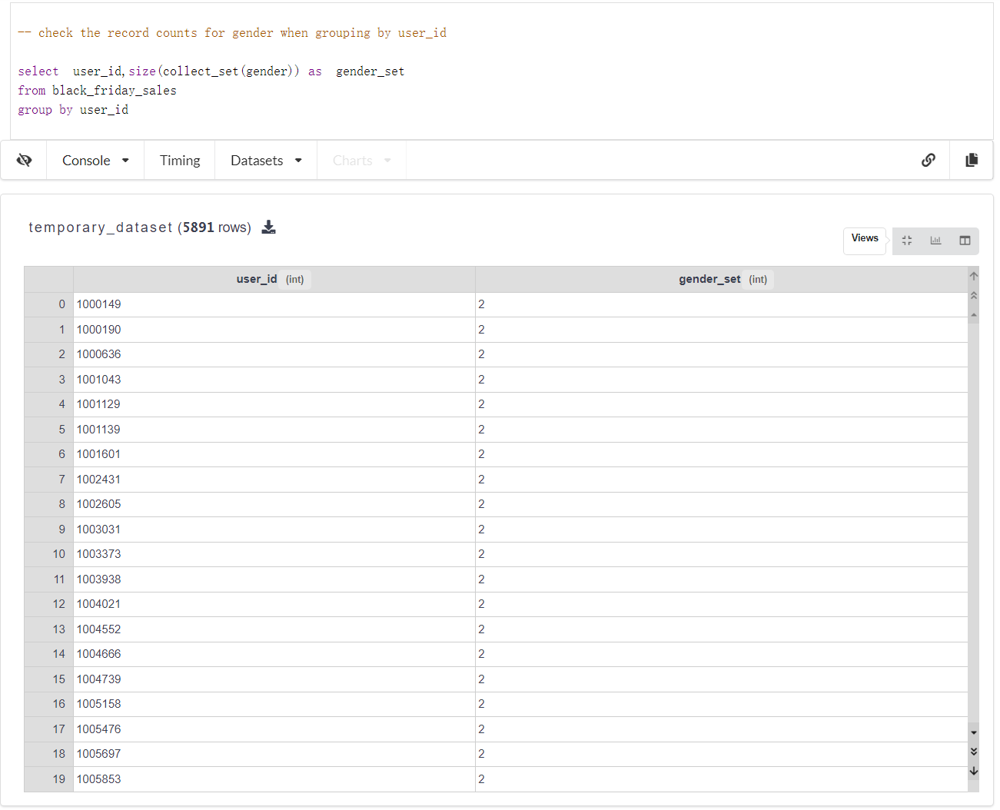 -- check the record counts for gender when grouping by user_id
select  user_id,size(collect_set(gender)) as  gender_set
from black_friday_sales
group by user_id
Console Timing Datasets Charts
temporary_dataset (5891 rows)
Views
user_id (int) gender_set (int)
0 1000149 2
1 1000190 2
2 1000636 2
3 1001043 2
4 1001129 2
5 1001139 2
6 1001601 2
7 1002431 2
8 1002605 2
9 1003031 2
10 1003373 2
11 1003938 2
12 1004021 2
13 1004552 2
14 1004666 2
15 1004739 2
16 1005158 2
17 1005476 2
18 1005697 2
19 1005853 2